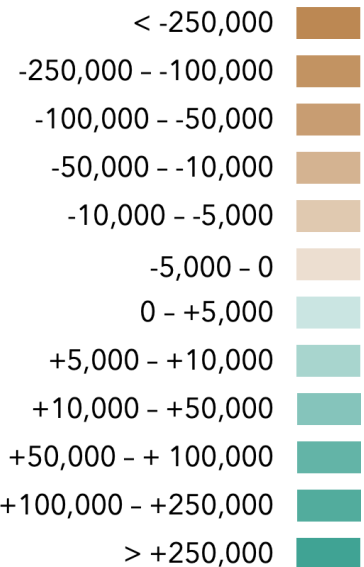 < -250,000
-250,000 – -100,000
-100,000 – -50,000
-50,000 – -10,000
-10,000 – -5,000
-5,000 – 0
0 – +5,000
+5,000 – +10,000
+10,000 – +50,000
+50,000 – + 100,000
+100,000 – +250,000
> +250,000